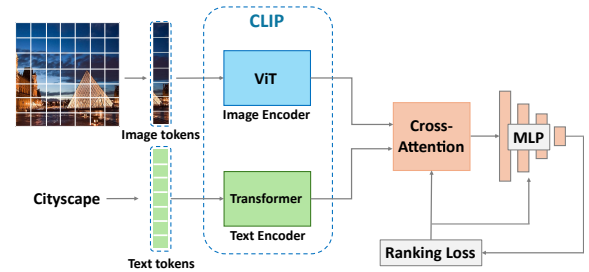 CLIP
ViT
Image Encoder
Image tokens
Cross-
Attention
MLP
Cityscape
Transformer
Text Encoder
Text tokens
Ranking Loss